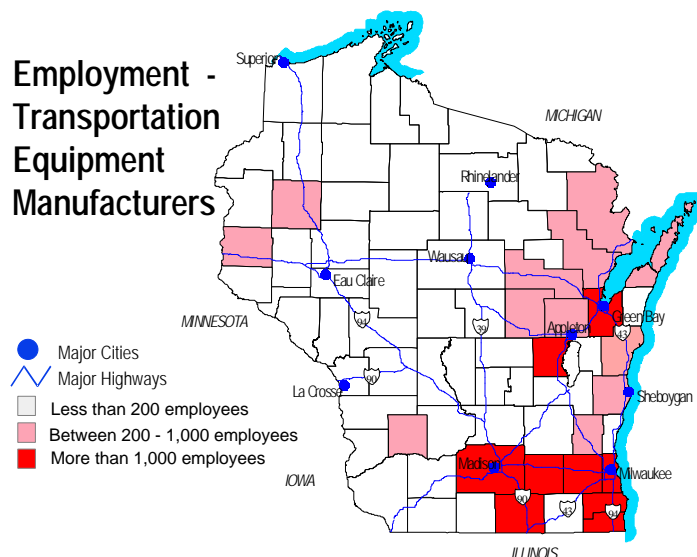 Employment -
Transportation
Equipment
Manufacturers
Superior
MICHIGAN
Rhinelander
Wausau
Eau Claire
MINNESOTA
94
39
Green Bay
Appleton
43
Major Cities
Major Highways
90
La Crosse
Sheboygan
Less than 200 employees
Between 200 - 1,000 employees
More than 1,000 employees
Madison
Milwaukee
IOWA
90
43
94
ILLINOIS